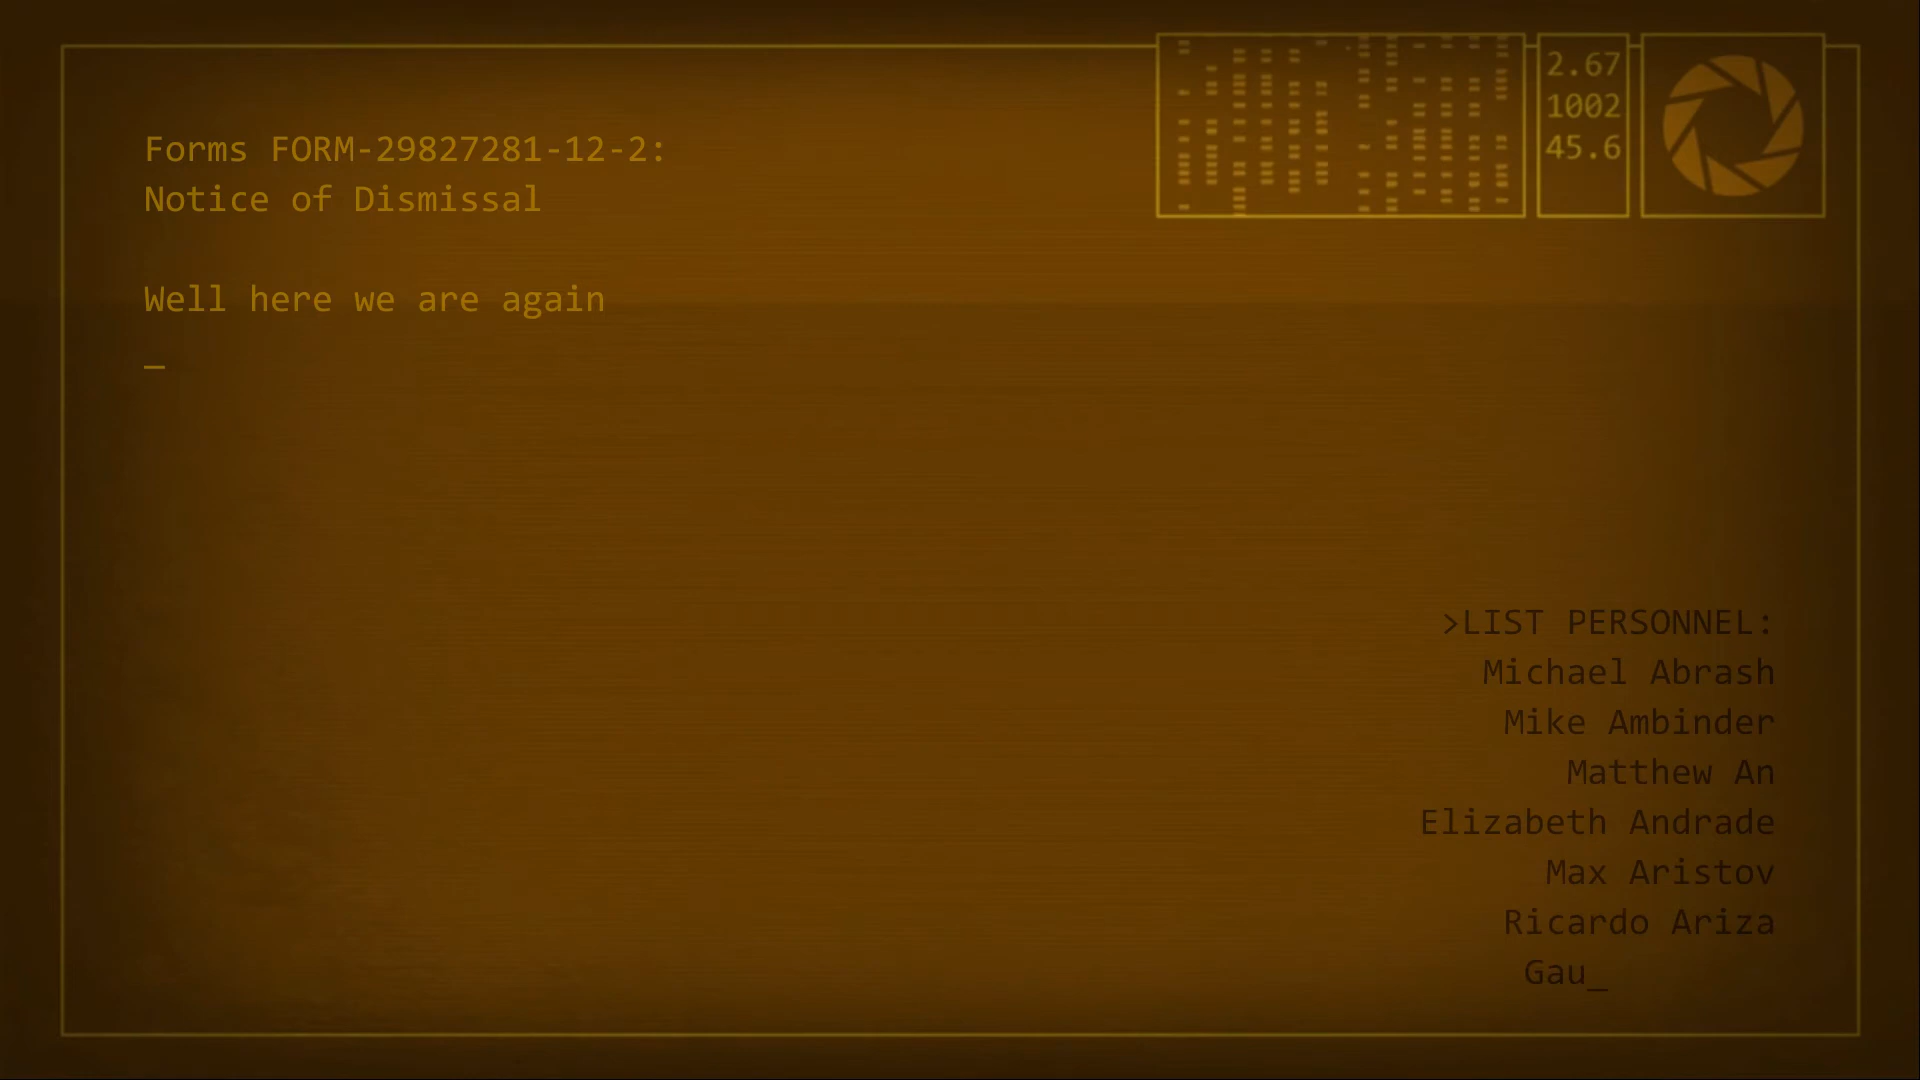 Forms FORM-29827281-12-2:
Notice of Dismissal
Well here we are again
_
2.67
1002
45.6
>LIST PERSONNEL:
Michael Abrash
Mike Ambinder
Matthew An
Elizabeth Andrade
Max Aristov
Ricardo Ariza
Gau_